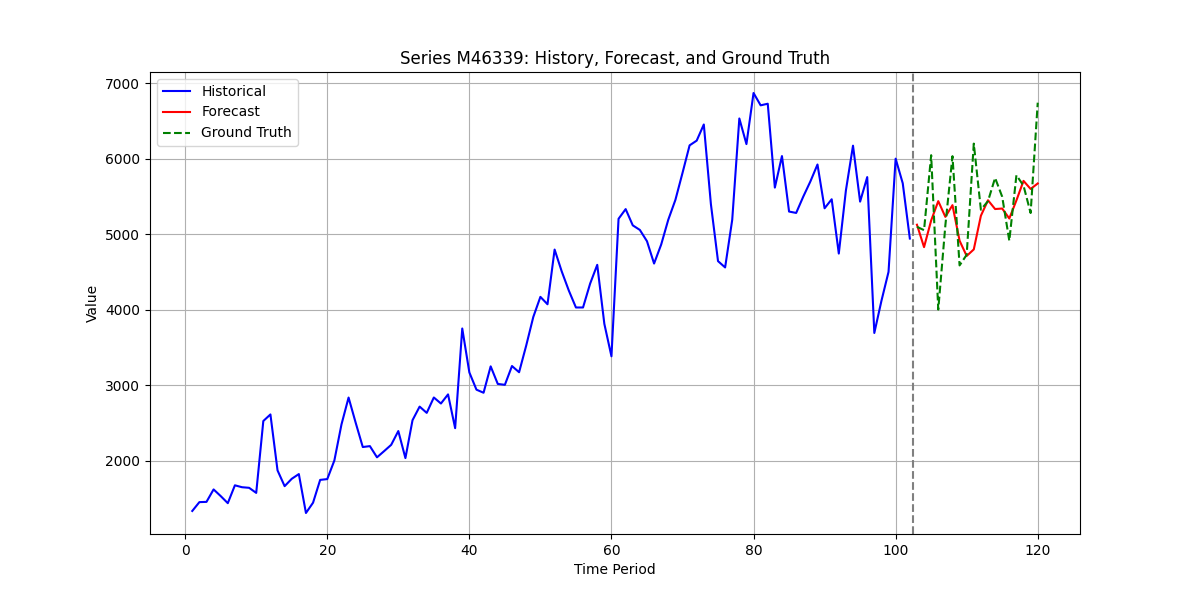 Series M46339: History, Forecast, and Ground Truth
7000
6000
5000
4000
3000
2000
Value
Historical
Forecast
Ground Truth
0
20
40
60
80
100
120
Time Period